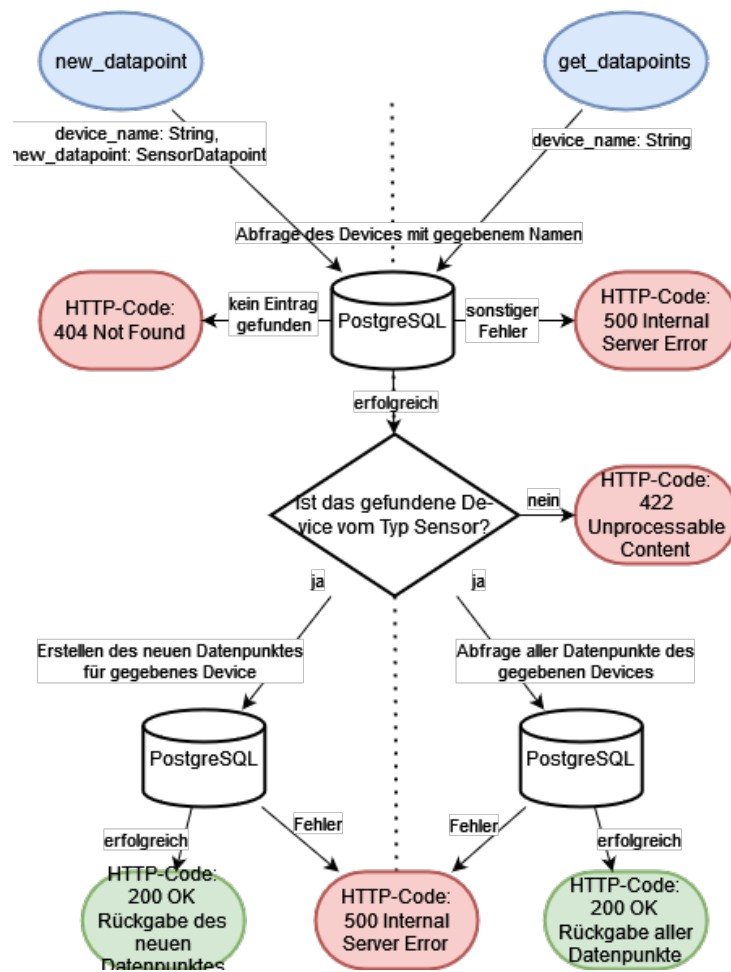 new_datapoint
get_datapoints
device_name: String,
new_datapoint: SensorDatapoint
device_name: String
Abfrage des Devices mit gegebenem Namen
HTTP-Code:
404 Not Found
kein Eintrag
gefunden
PostgreSQL
sonstiger
Fehler
HTTP-Code:
500 Internal
Server Error
erfolgreich
Ist das gefundene De-
vice vom Typ Sensor?
nein
HTTP-Code:
422
Unprocessable
Content
ja
ja
Erstellen des neuen Datenpunktes
für gegebenes Device
Abfrage aller Datenpunkte des
gegebenen Devices
PostgreSQL
PostgreSQL
erfolgreich
Fehler
Fehler
erfolgreich
HTTP-Code:
200 OK
Rückgabe des
neuen
Datenpunktes
HTTP-Code:
500 Internal
Server Error
HTTP-Code:
200 OK
Rückgabe aller
Datenpunkte